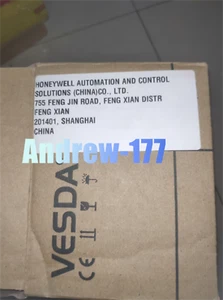 HONEYWELL AUTOMATION AND CONTROL
SOLUTIONS (CHINA)CO., LTD.
755 FENG JIN ROAD, FENG XIAN DISTR
FENG XIAN
201401, SHANGHAI
CHINA
Andrew-177
VESDA
CE